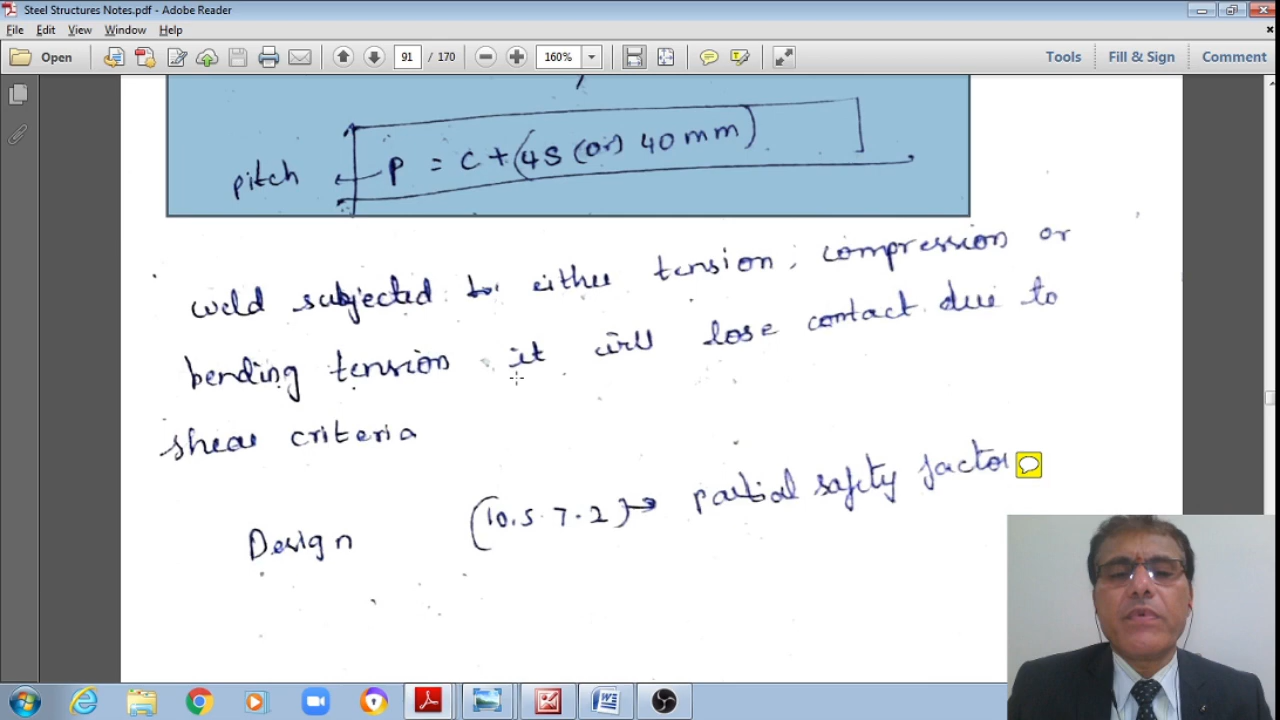 Steel Structures Notes.pdf - Adobe Reader
File Edit View Window Help
Open 91 / 170 160% Tools Fill & Sign Comment
pitch P = C + (4S (or) 40 mm)
weld subjected to either tension, compression or
bending tension it will lose contact due to
shear criteria
Design (10.5.7.2) → partial safety factor